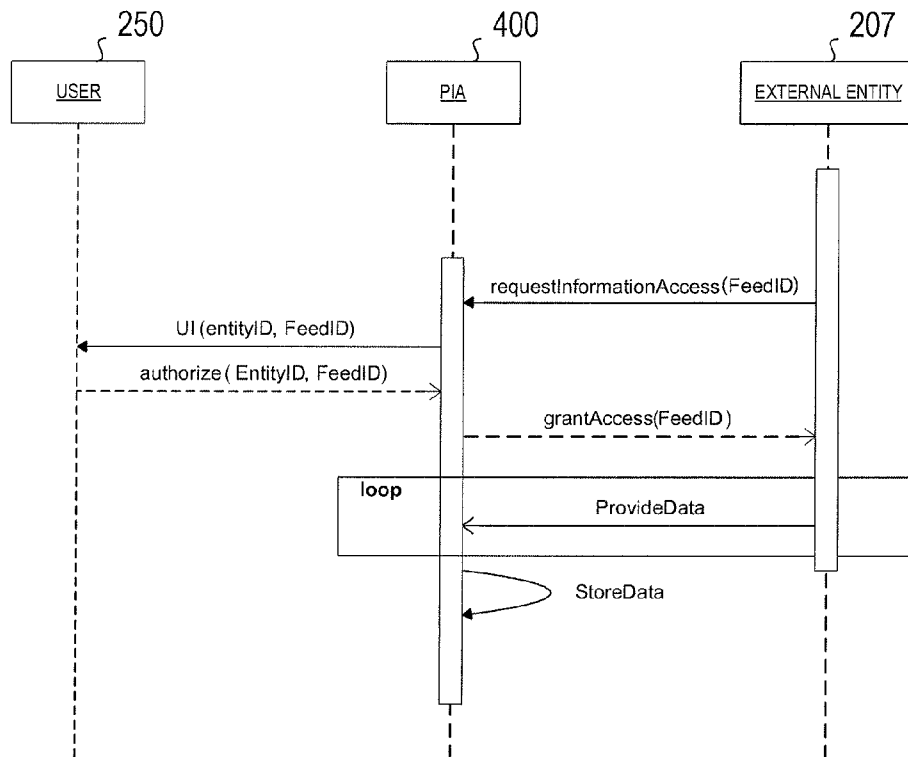 250
400
207
USER
PIA
EXTERNAL ENTITY
requestInformationAccess(FeedID)
UI(entityID, FeedID)
authorize( EntityID, FeedID)
grantAccess(FeedID )
loop
ProvideData
StoreData